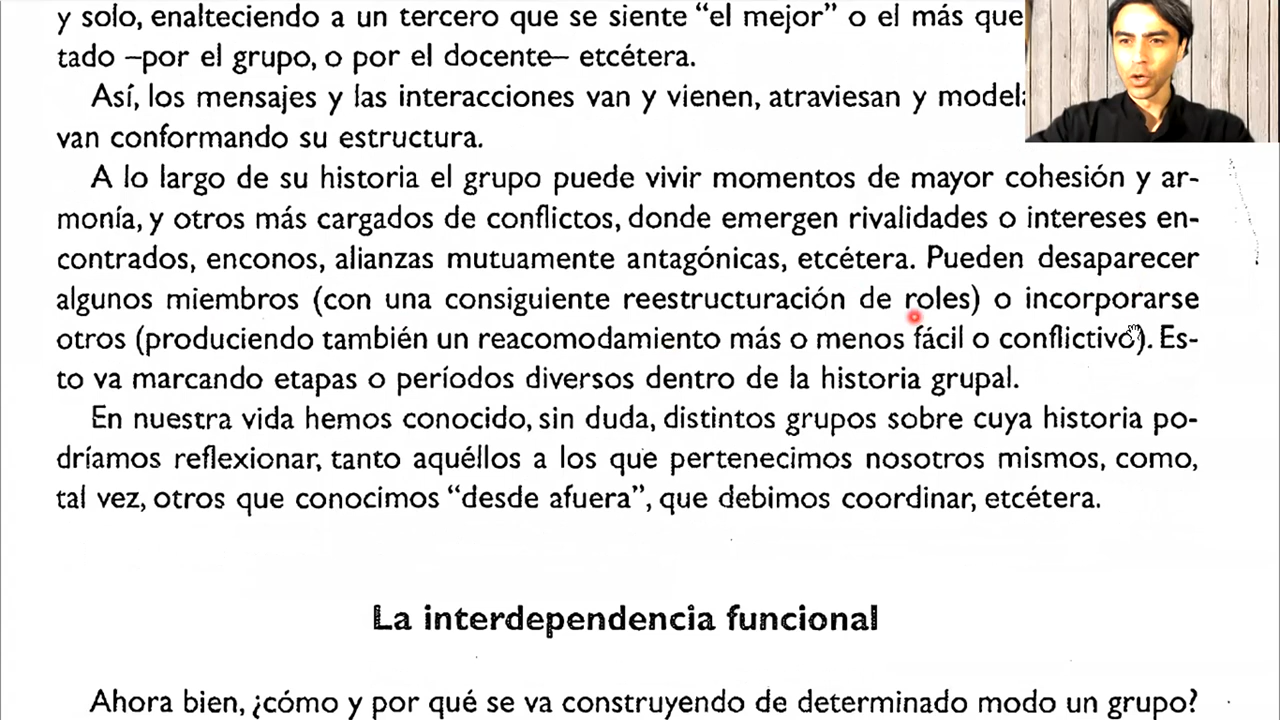 y solo, enalteciendo a un tercero que se siente “el mejor” o el más que
tado –por el grupo, o por el docente– etcétera.
Así, los mensajes y las interacciones van y vienen, atraviesan y
van conformando su estructura.
A lo largo de su historia el grupo puede vivir momentos de mayor cohesión y ar-
monía, y otros más cargados de conflictos, donde emergen rivalidades o intereses en-
contrados, enconos, alianzas mutuamente antagónicas, etcétera. Pueden desaparecer
algunos miembros (con una consiguiente reestructuración de roles) o incorporarse
otros (produciendo también un reacomodamiento más o menos fácil o conflictivo). Es-
to va marcando etapas o períodos diversos dentro de la historia grupal.
En nuestra vida hemos conocido, sin duda, distintos grupos sobre cuya historia po-
dríamos reflexionar, tanto aquéllos a los que pertenecimos nosotros mismos, como,
tal vez, otros que conocimos “desde afuera”, que debimos coordinar, etcétera.
La interdependencia funcional
Ahora bien, ¿cómo y por qué se va construyendo de determinado modo un grupo?